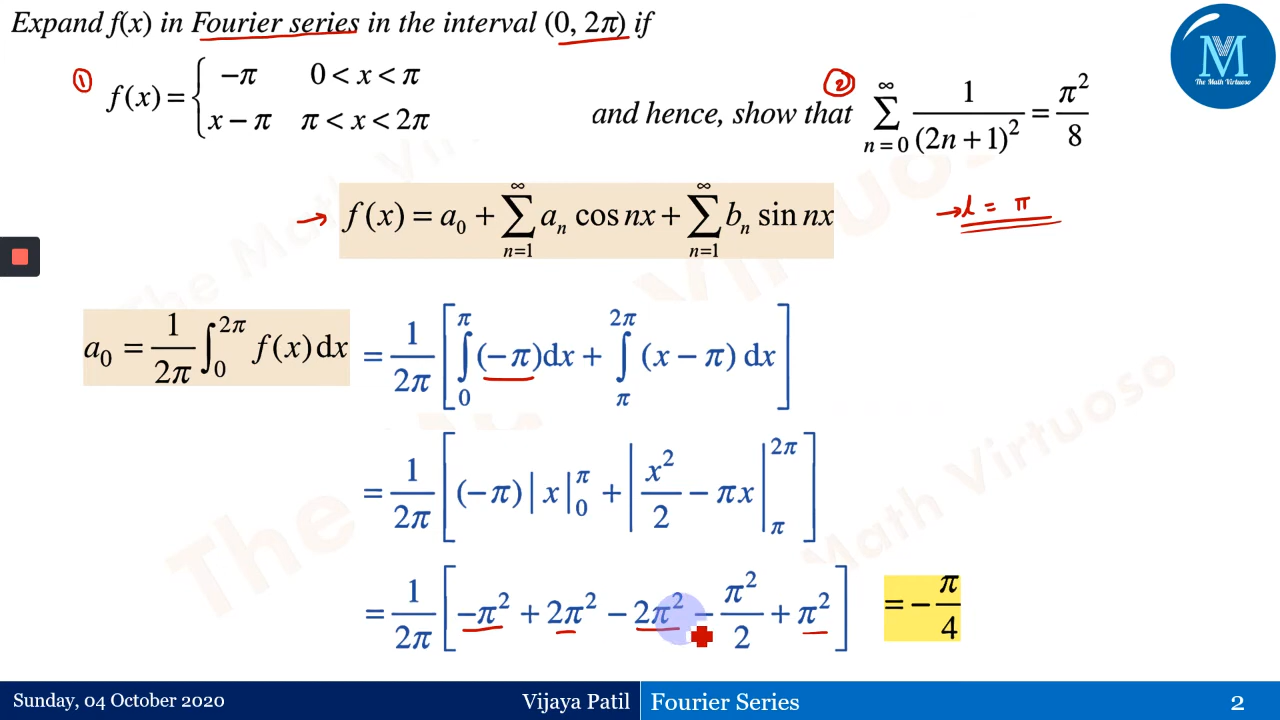 Expand f(x) in Fourier series in the interval (0, 2π) if
M
The Math Virtuoso
① f(x) = { −π 0 < x < π
x − π π < x < 2π
and hence, show that ② ∑_{n=0}^{∞} 1/(2n+1)² = π²/8
→ f(x) = a₀ + ∑_{n=1}^{∞} aₙ cos nx + ∑_{n=1}^{∞} bₙ sin nx
→ l = π
a₀ = 1/2π ∫₀^{2π} f(x) dx = 1/2π [ ∫₀^{π} (−π)dx + ∫_{π}^{2π} (x − π) dx ]
= 1/2π [ (−π) | x |₀^{π} + | x²/2 − πx |_{π}^{2π} ]
= 1/2π [ −π² + 2π² − 2π² − π²/2 + π² ] = − π/4
The Math Virtuoso
Sunday, 04 October 2020 Vijaya Patil Fourier Series 2